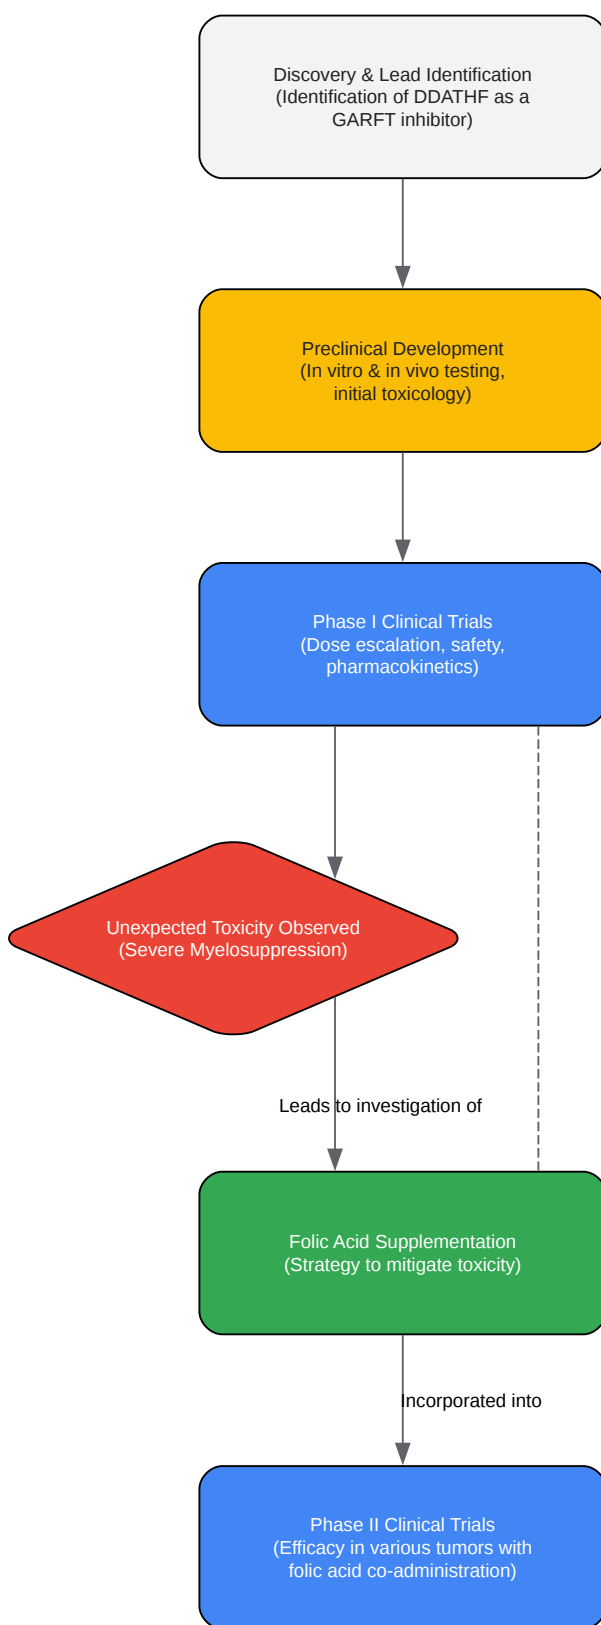 Discovery & Lead Identification
(Identification of DDATHF as a
GARFT inhibitor)
Preclinical Development
(In vitro & in vivo testing,
initial toxicology)
Phase I Clinical Trials
(Dose escalation, safety,
pharmacokinetics)
Unexpected Toxicity Observed
(Severe Myelosuppression)
Leads to investigation of
Folic Acid Supplementation
(Strategy to mitigate toxicity)
Incorporated into
Phase II Clinical Trials
(Efficacy in various tumors with
folic acid co-administration)